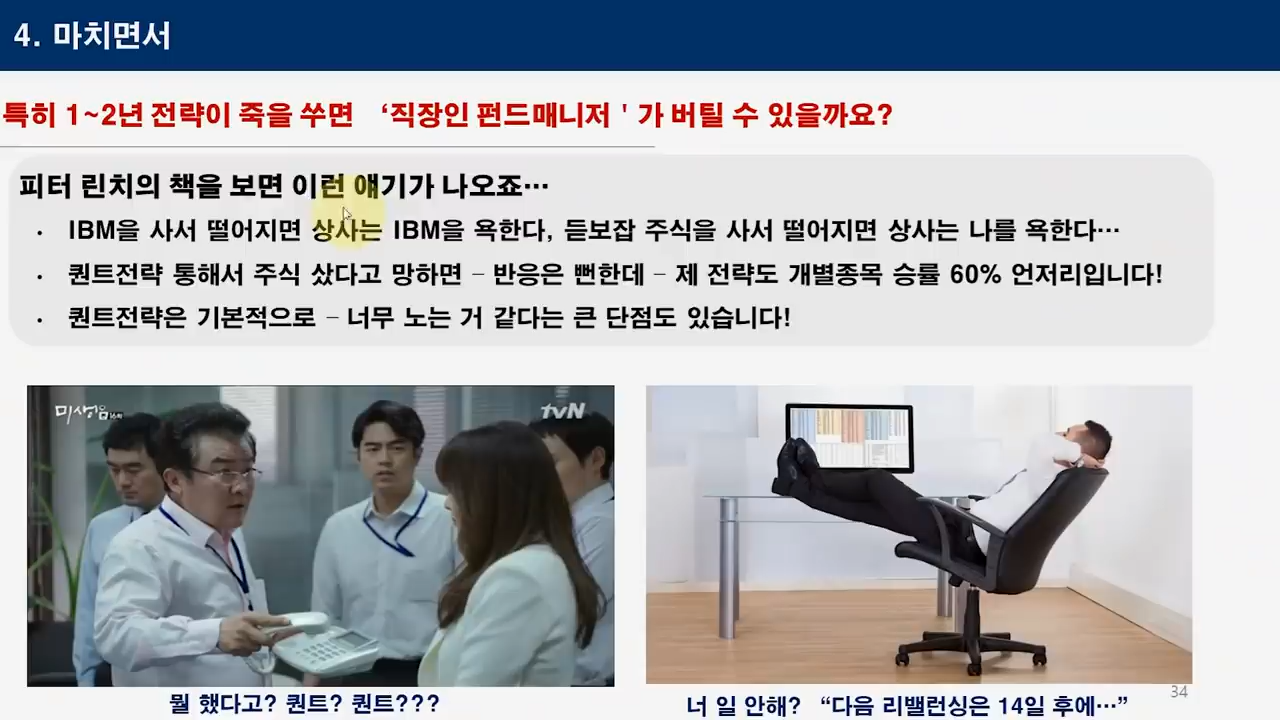 4. 마치면서
특히 1~2년 전략이 죽을 쑤면 ‘직장인 펀드매니저 ' 가 버틸 수 있을까요?
피터 린치의 책을 보면 이런 얘기가 나오죠…
· IBM을 사서 떨어지면 상사는 IBM을 욕한다, 듣보잡 주식을 사서 떨어지면 상사는 나를 욕한다…
· 퀀트전략 통해서 주식 샀다고 망하면 – 반응은 뻔한데 – 제 전략도 개별종목 승률 60% 언저리입니다!
· 퀀트전략은 기본적으로 – 너무 노는 거 같다는 큰 단점도 있습니다!
미생
tvN
뭘 했다고? 퀀트? 퀀트???
너 일 안해? “다음 리밸런싱은 14일 후에…”
34